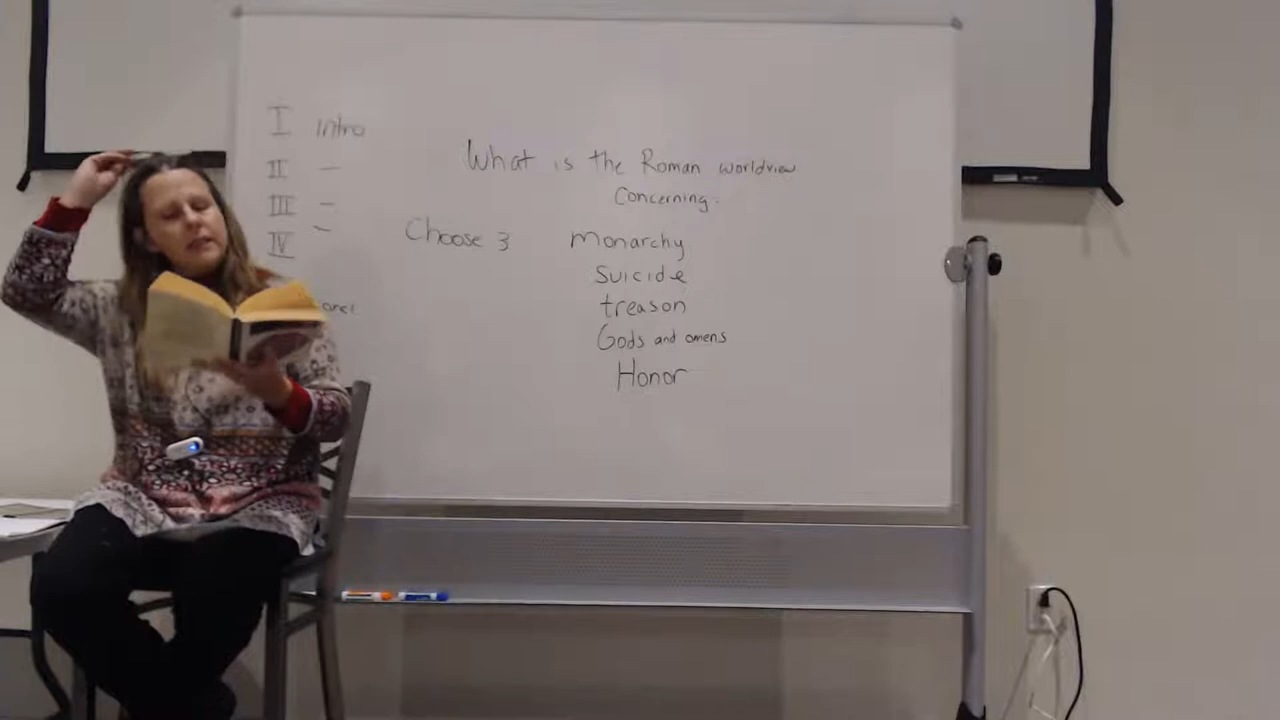 I Intro
II –
III –
IV –
What is the Roman worldview
Concerning.
Choose 3
Monarchy
Suicide
treason
Gods and omens
Honor